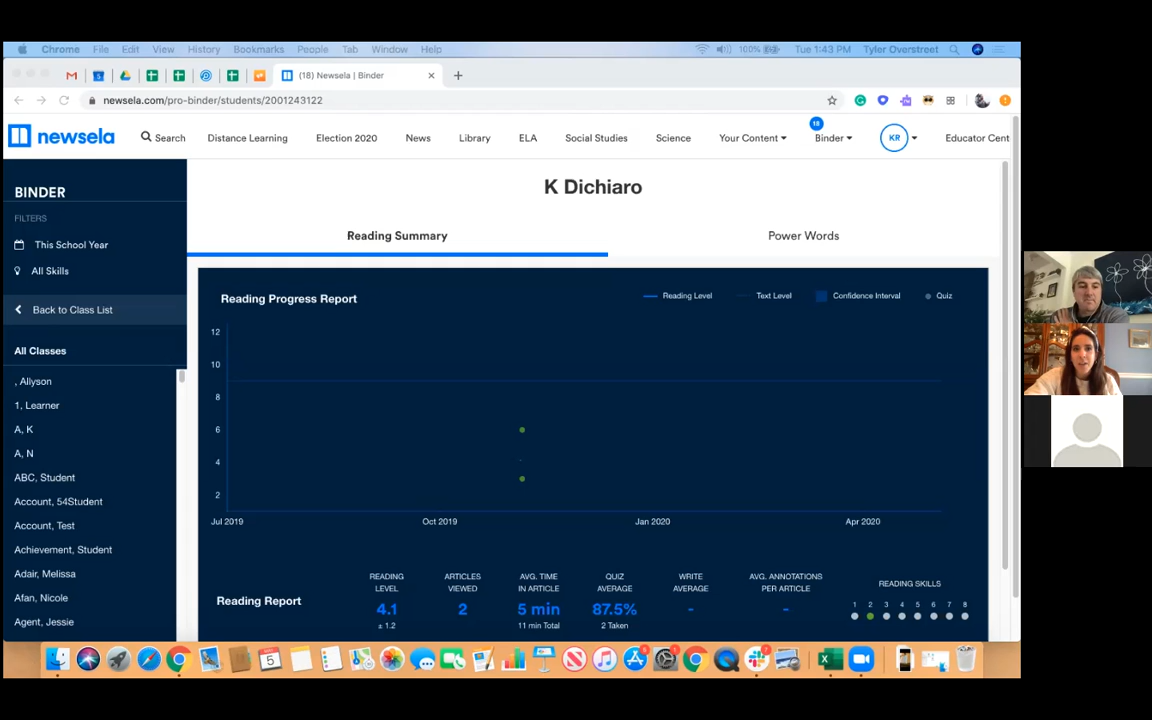 Chrome File Edit View History Bookmarks People Tab Window Help 100% Tue 1:43 PM Tyler Overstreet
(18) Newsela | Binder
newsela.com/pro-binder/students/2001243122
newsela Search Distance Learning Election 2020 News Library ELA Social Studies Science Your Content Binder 18 KR Educator Cent
BINDER
FILTERS
This School Year
All Skills
Back to Class List
All Classes
, Allyson
1, Learner
A, K
A, N
ABC, Student
Account, 54Student
Account, Test
Achievement, Student
Adair, Melissa
Afan, Nicole
Agent, Jessie
K Dichiaro
Reading Summary Power Words
Reading Progress Report
Reading Level Text Level Confidence Interval Quiz
12
10
8
6
4
2
Jul 2019 Oct 2019 Jan 2020 Apr 2020
Reading Report
READING LEVEL
4.1
± 1.2
ARTICLES VIEWED
2
AVG. TIME IN ARTICLE
5 min
11 min Total
QUIZ AVERAGE
87.5%
2 Taken
WRITE AVERAGE
-
AVG. ANNOTATIONS PER ARTICLE
-
READING SKILLS
1 2 3 4 5 6 7 8
5